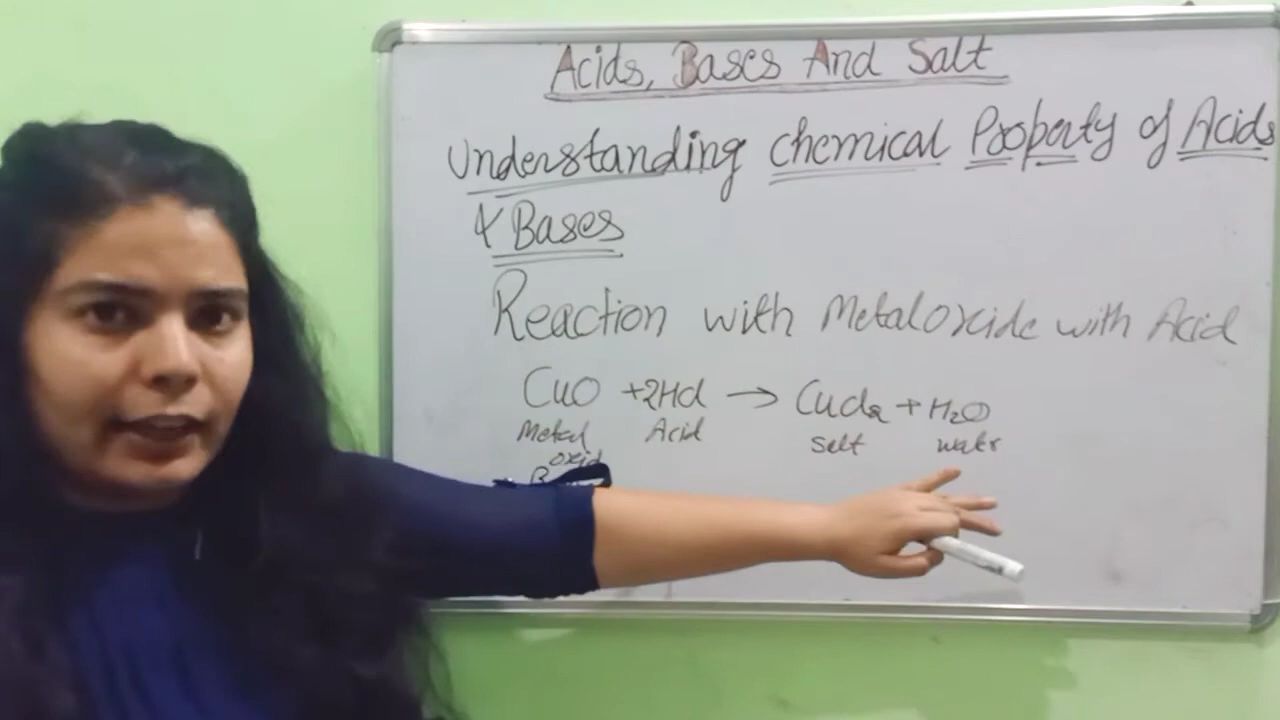 Acids, Bases And Salt
Understanding chemical Property of Acids
& Bases
Reaction with Metaloxide with Acid
CuO + 2HCl → CuCl₂ + H₂O
Metal Acid Salt water
oxid